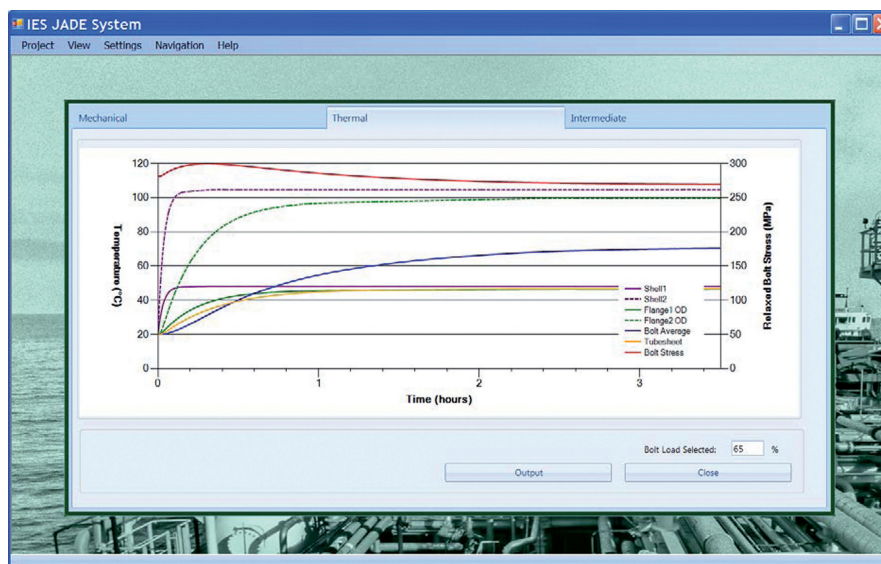 IES JADE System
Project View Settings Navigation Help
Mechanical Thermal Intermediate
120 300
100 250
80 200
60 150
40 100
20 50
0 0
Temperature (°C)
Relaxed Bolt Stress (MPa)
Shell1
Shell2
Flange1 OD
Flange2 OD
Bolt Average
Tubesheet
Bolt Stress
0 1 2 3
Time (hours)
Bolt Load Selected: 65 %
Output Close